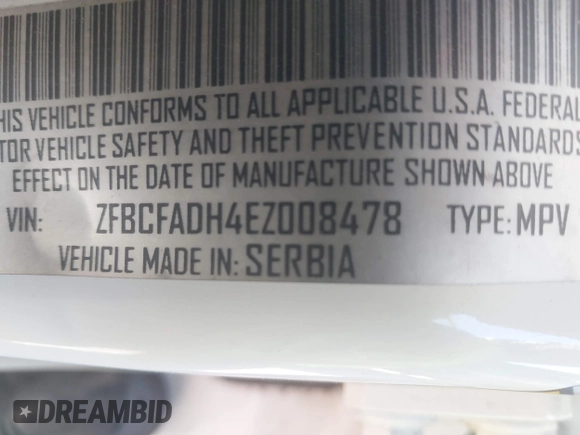 HIS VEHICLE CONFORMS TO ALL APPLICABLE U.S.A. FEDERAL
TOR VEHICLE SAFETY AND THEFT PREVENTION STANDARDS
EFFECT ON THE DATE OF MANUFACTURE SHOWN ABOVE
VIN: ZFBCFADH4EZ008478 TYPE: MPV
VEHICLE MADE IN: SERBIA
DREAMBID